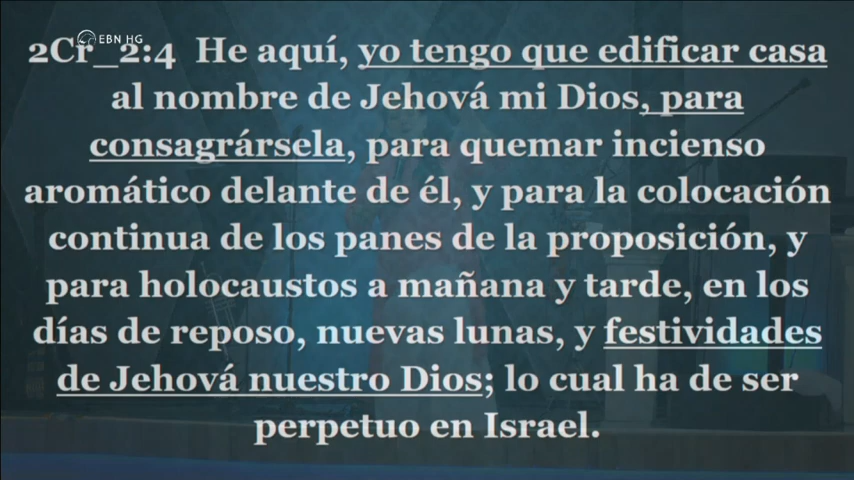 EBN HG
2Cr_2:4 He aquí, yo tengo que edificar casa
al nombre de Jehová mi Dios, para
consagrársela, para quemar incienso
aromático delante de él, y para la colocación
continua de los panes de la proposición, y
para holocaustos a mañana y tarde, en los
días de reposo, nuevas lunas, y festividades
de Jehová nuestro Dios; lo cual ha de ser
perpetuo en Israel.